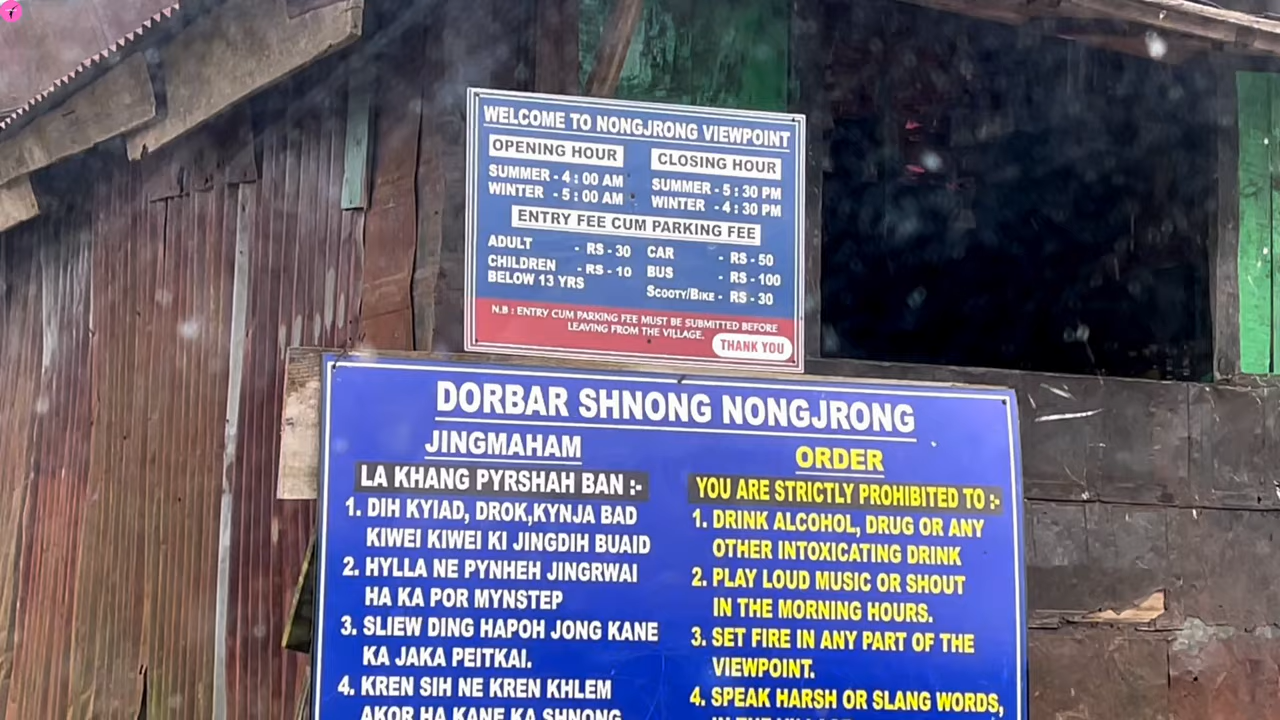 WELCOME TO NONGJRONG VIEWPOINT
OPENING HOUR
SUMMER - 4 : 00 AM
WINTER - 5 : 00 AM
CLOSING HOUR
SUMMER - 5 : 30 PM
WINTER - 4 : 30 PM
ENTRY FEE CUM PARKING FEE
ADULT - RS - 30
CHILDREN - RS - 10
BELOW 13 YRS
CAR - RS - 50
BUS - RS - 100
SCOOTY/BIKE - RS - 30
N.B : ENTRY CUM PARKING FEE MUST BE SUBMITTED BEFORE
LEAVING FROM THE VILLAGE.
THANK YOU
DORBAR SHNONG NONGJRONG
JINGMAHAM
LA KHANG PYRSHAH BAN :-
1. DIH KYIAD, DROK,KYNJA BAD
KIWEI KIWEI KI JINGDIH BUAID
2. HYLLA NE PYNHEH JINGRWAI
HA KA POR MYNSTEP
3. SLIEW DING HAPOH JONG KANE
KA JAKA PEITKAI.
4. KREN SIH NE KREN KHLEM
AKOR HA KANE KA SHNONG
ORDER
YOU ARE STRICTLY PROHIBITED TO :-
1. DRINK ALCOHOL, DRUG OR ANY
OTHER INTOXICATING DRINK
2. PLAY LOUD MUSIC OR SHOUT
IN THE MORNING HOURS.
3. SET FIRE IN ANY PART OF THE
VIEWPOINT.
4. SPEAK HARSH OR SLANG WORDS,
IN THE